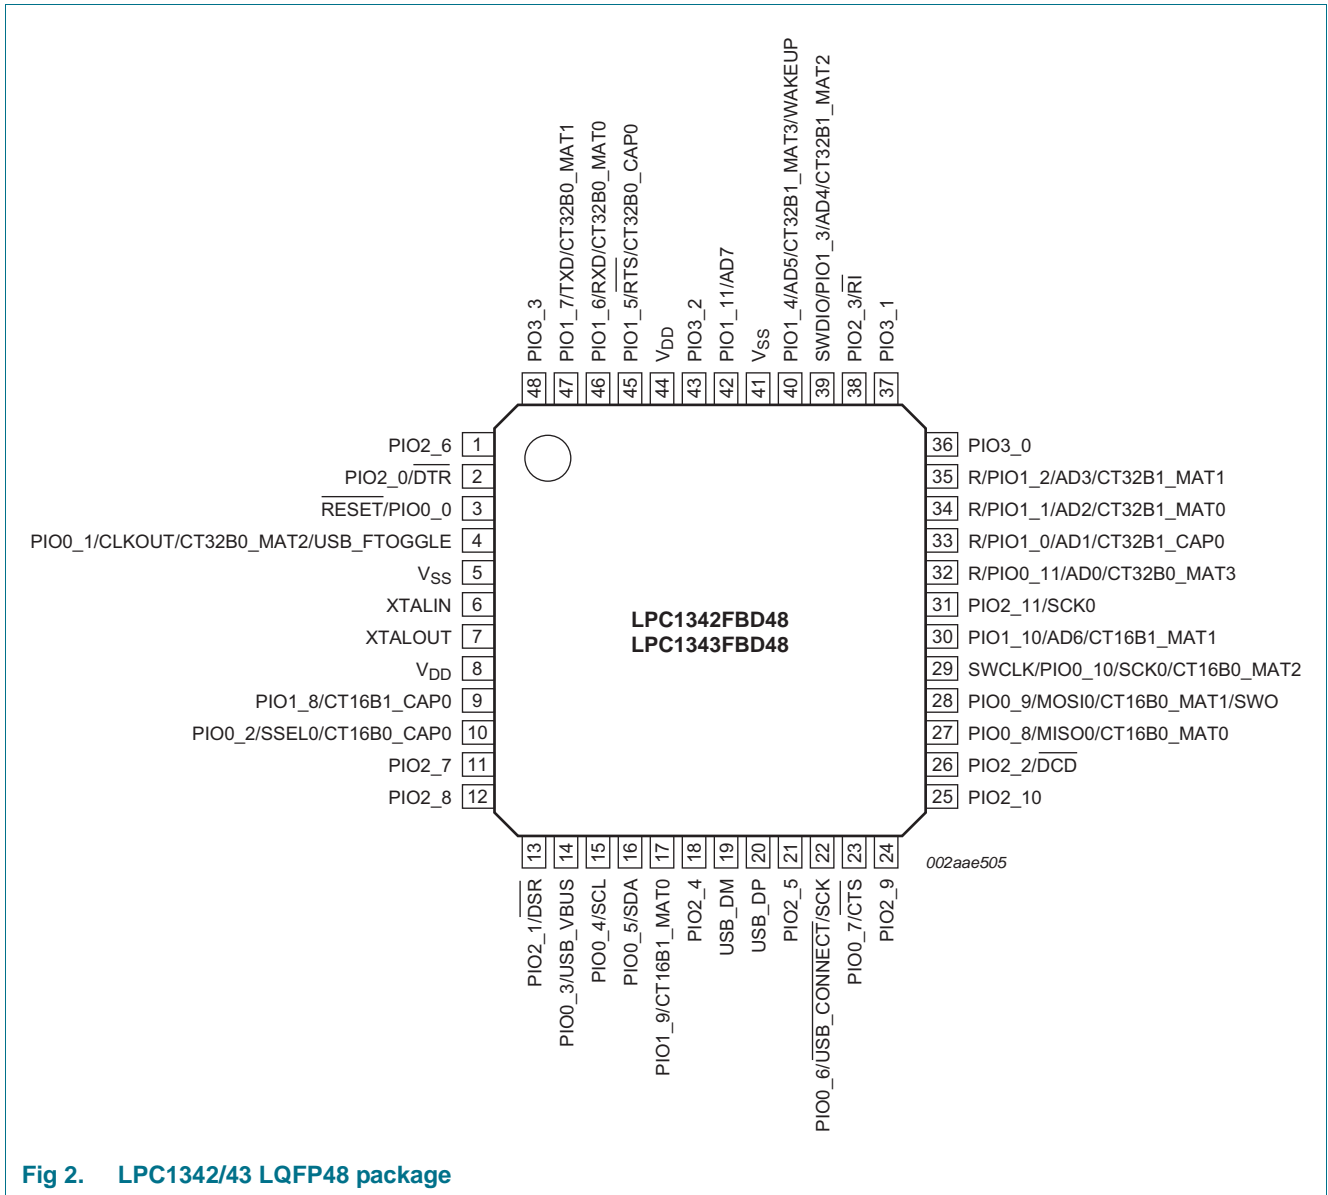 PIO3_3
PIO1_7/TXD/CT32B0_MAT1
PIO1_6/RXD/CT32B0_MAT0
PIO1_5/RTS/CT32B0_CAP0
VDD
PIO3_2
PIO1_11/AD7
VSS
PIO1_4/AD5/CT32B1_MAT3/WAKEUP
SWDIO/PIO1_3/AD4/CT32B1_MAT2
PIO2_3/RI
PIO3_1
48
47
46
45
44
43
42
41
40
39
38
37
PIO2_6 1
PIO2_0/DTR 2
RESET/PIO0_0 3
PIO0_1/CLKOUT/CT32B0_MAT2/USB_FTOGGLE 4
VSS 5
XTALIN 6
XTALOUT 7
VDD 8
PIO1_8/CT16B1_CAP0 9
PIO0_2/SSEL0/CT16B0_CAP0 10
PIO2_7 11
PIO2_8 12
LPC1342FBD48
LPC1343FBD48
36 PIO3_0
35 R/PIO1_2/AD3/CT32B1_MAT1
34 R/PIO1_1/AD2/CT32B1_MAT0
33 R/PIO1_0/AD1/CT32B1_CAP0
32 R/PIO0_11/AD0/CT32B0_MAT3
31 PIO2_11/SCK0
30 PIO1_10/AD6/CT16B1_MAT1
29 SWCLK/PIO0_10/SCK0/CT16B0_MAT2
28 PIO0_9/MOSI0/CT16B0_MAT1/SWO
27 PIO0_8/MISO0/CT16B0_MAT0
26 PIO2_2/DCD
25 PIO2_10
13
14
15
16
17
18
19
20
21
22
23
24
PIO2_1/DSR
PIO0_3/USB_VBUS
PIO0_4/SCL
PIO0_5/SDA
PIO1_9/CT16B1_MAT0
PIO2_4
USB_DM
USB_DP
PIO2_5
PIO0_6/USB_CONNECT/SCK
PIO0_7/CTS
PIO2_9
002aae505
Fig 2. LPC1342/43 LQFP48 package